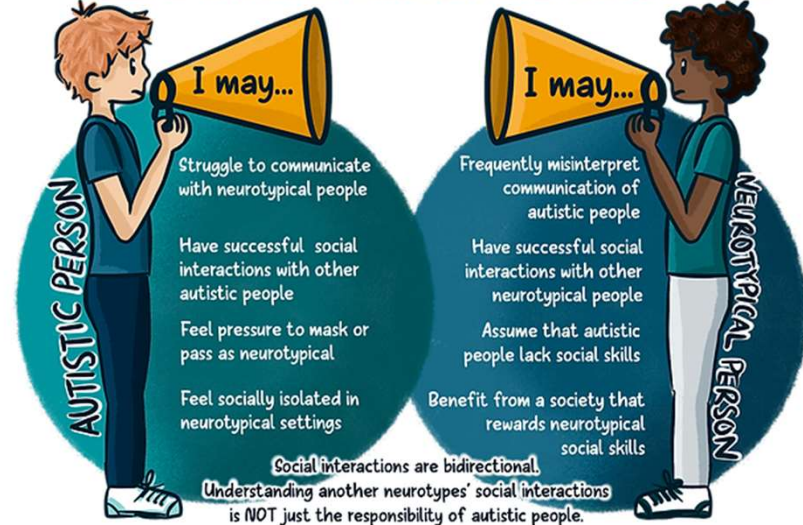 I may...
AUTISTIC PERSON
Struggle to communicate
with neurotypical people
Have successful social
interactions with other
autistic people
Feel pressure to mask or
pass as neurotypical
Feel socially isolated in
neurotypical settings
I may...
NEUROTYPICAL PERSON
Frequently misinterpret
communication of
autistic people
Have successful social
interactions with other
neurotypical people
Assume that autistic
people lack social skills
Benefit from a society that
rewards neurotypical
social skills
Social interactions are bidirectional.
Understanding another neurotypes' social interactions
is NOT just the responsibility of autistic people.